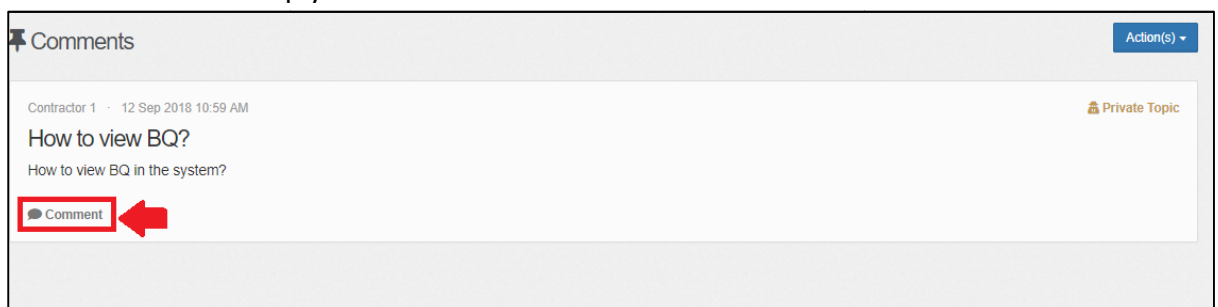 Comments
Action(s)
Contractor 1 · 12 Sep 2018 10:59 AM
Private Topic
How to view BQ?
How to view BQ in the system?
Comment